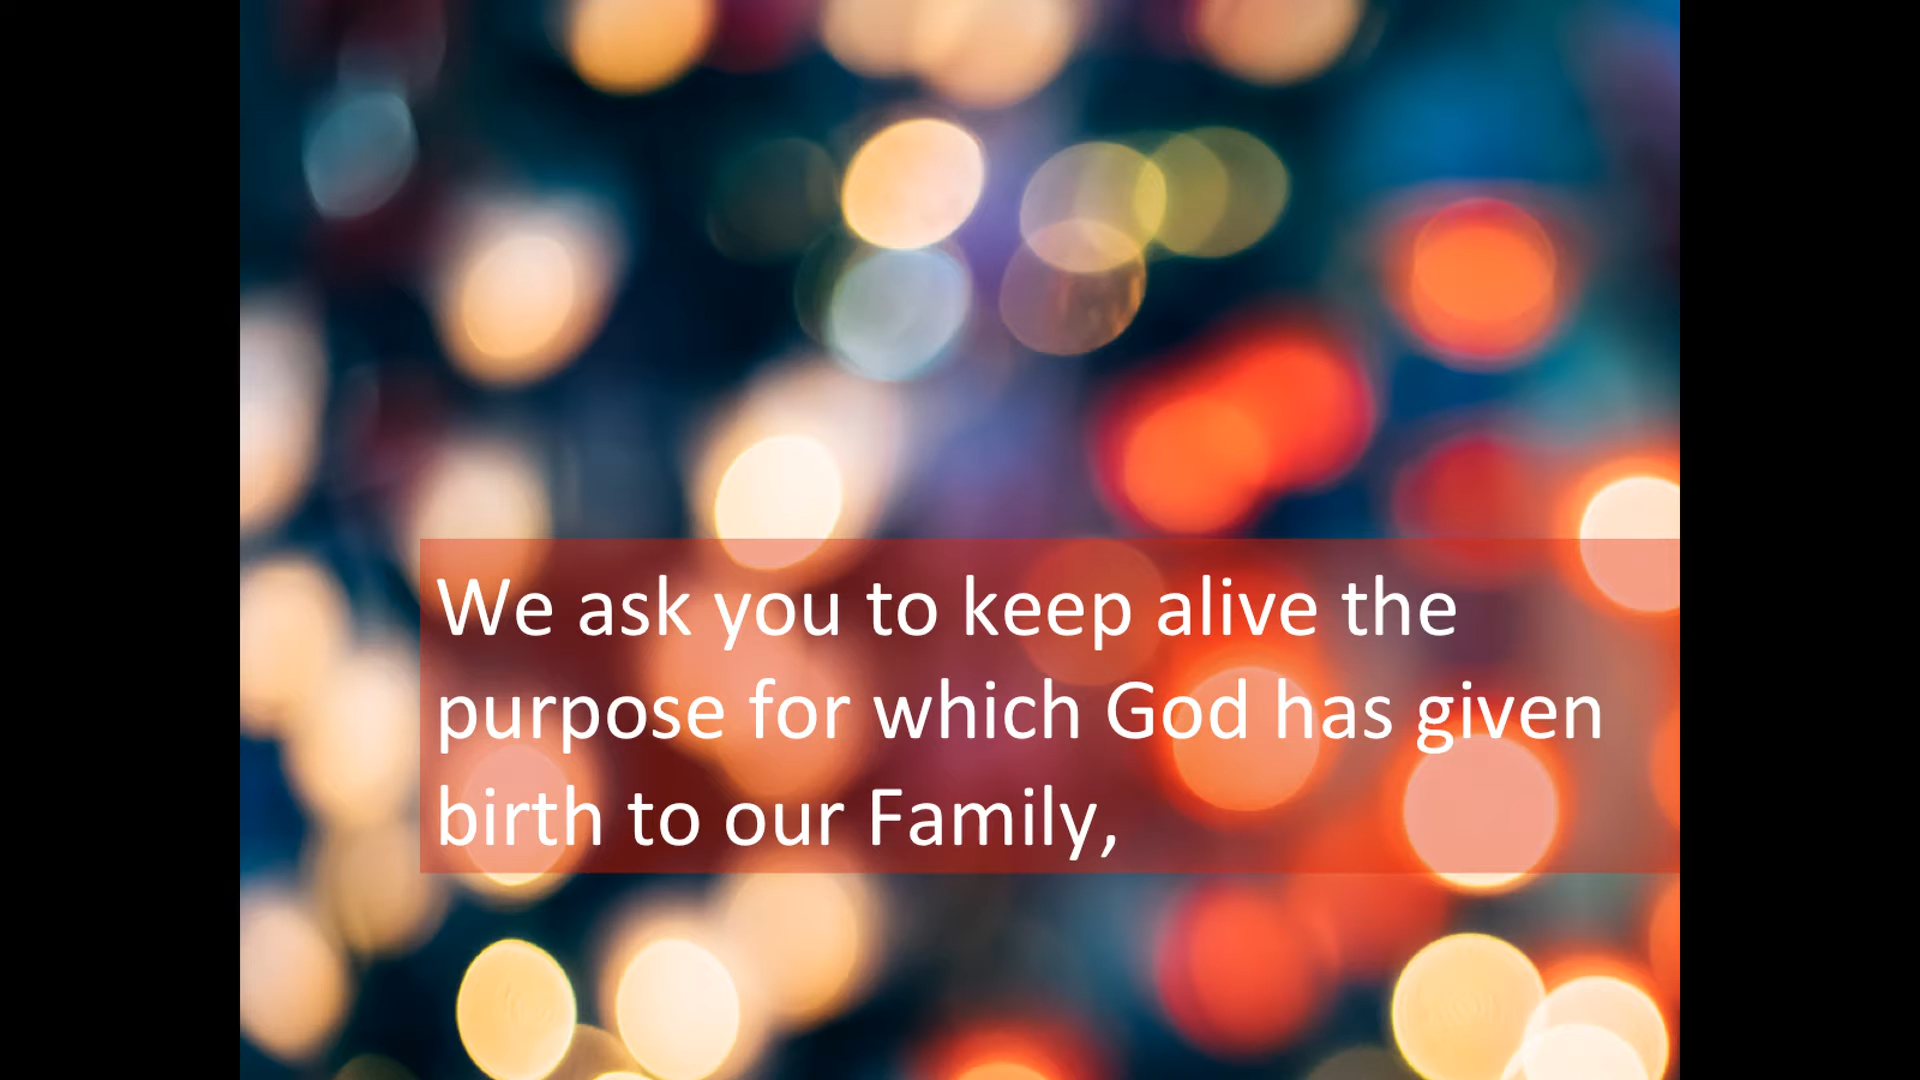 We ask you to keep alive the
purpose for which God has given
birth to our Family,